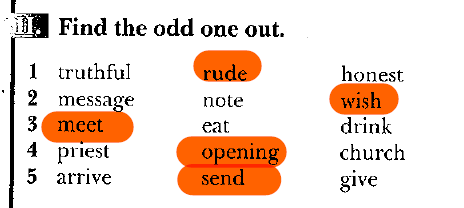 II. Find the odd one out.
1 truthful rude honest
2 message note wish
3 meet eat drink
4 priest opening church
5 arrive send give